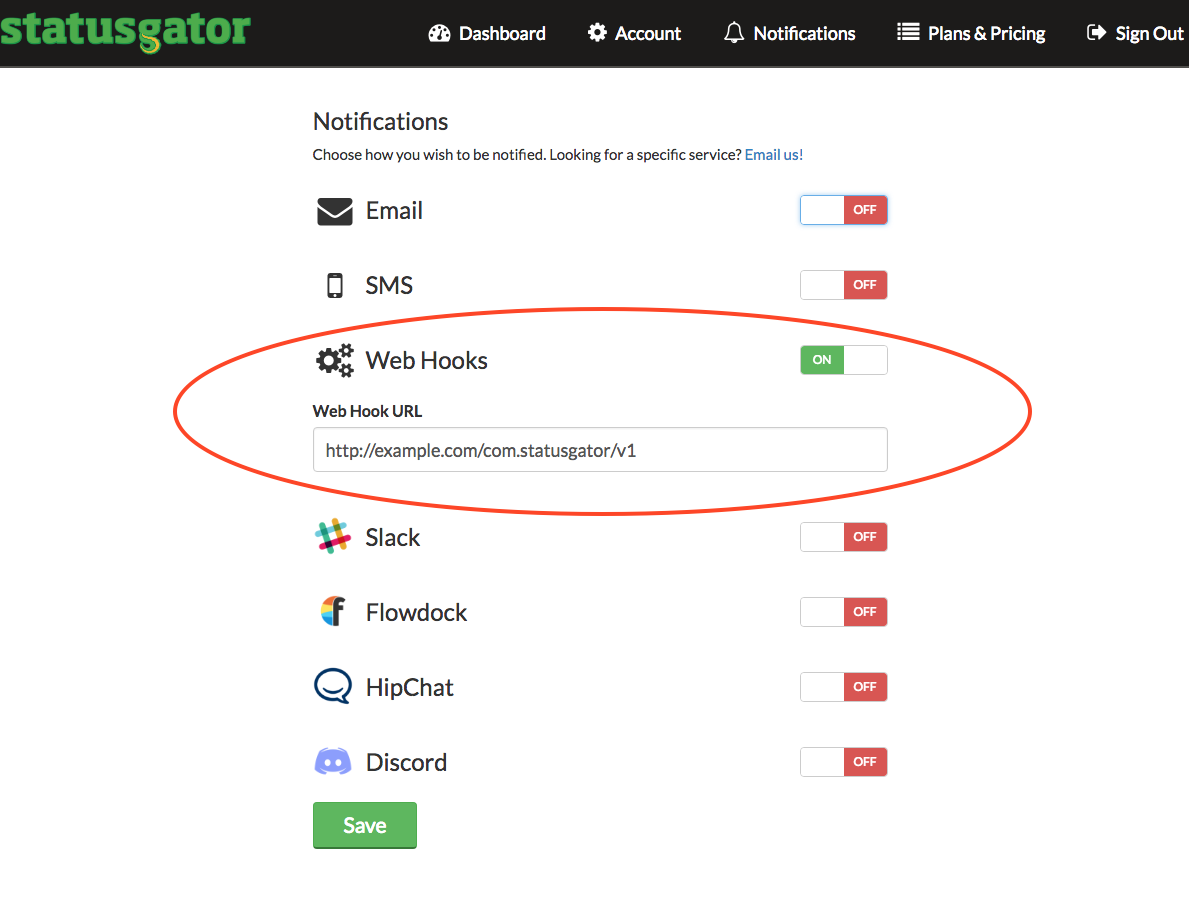 statusgator
Dashboard Account Notifications Plans & Pricing Sign Out
Notifications
Choose how you wish to be notified. Looking for a specific service? Email us!
Email OFF
SMS OFF
Web Hooks ON
Web Hook URL
http://example.com/com.statusgator/v1
Slack OFF
Flowdock OFF
HipChat OFF
Discord OFF
Save